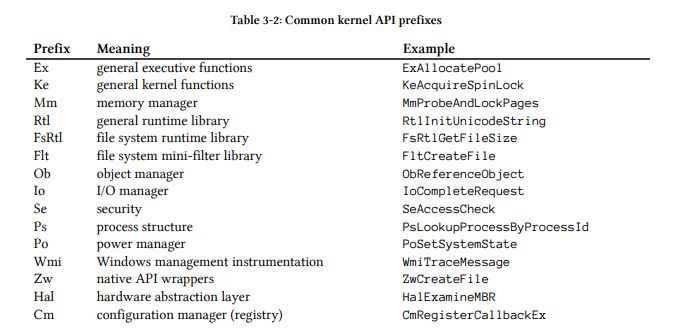 Table 3-2: Common kernel API prefixes
Prefix Meaning Example
Ex general executive functions ExAllocatePool
Ke general kernel functions KeAcquireSpinLock
Mm memory manager MmProbeAndLockPages
Rtl general runtime library RtlInitUnicodeString
FsRtl file system runtime library FsRtlGetFileSize
Flt file system mini-filter library FltCreateFile
Ob object manager ObReferenceObject
Io I/O manager IoCompleteRequest
Se security SeAccessCheck
Ps process structure PsLookupProcessByProcessId
Po power manager PoSetSystemState
Wmi Windows management instrumentation WmiTraceMessage
Zw native API wrappers ZwCreateFile
Hal hardware abstraction layer HalExamineMBR
Cm configuration manager (registry) CmRegisterCallbackEx